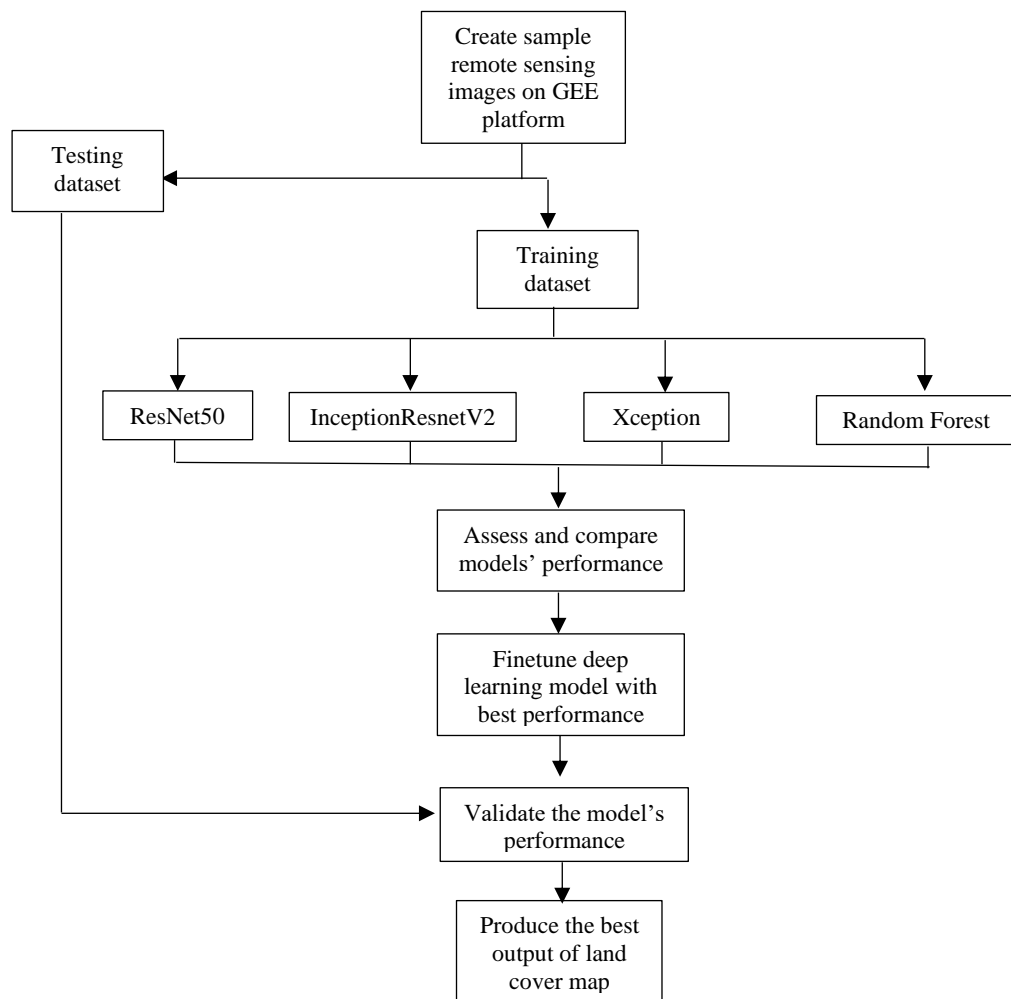 Create sample
remote sensing
images on GEE
platform
Testing
dataset
Training
dataset
ResNet50
InceptionResnetV2
Xception
Random Forest
Assess and compare
models’ performance
Finetune deep
learning model with
best performance
Validate the model’s
performance
Produce the best
output of land
cover map